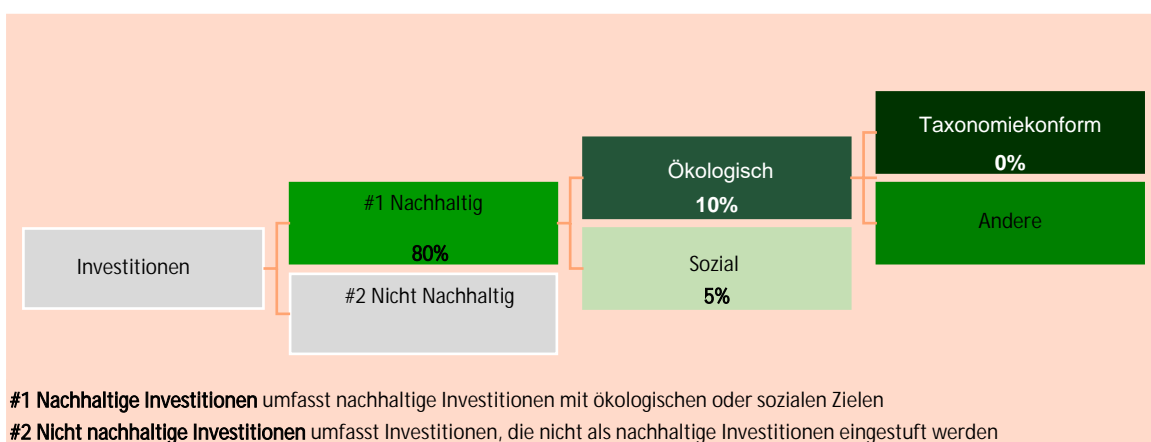 Investitionen
#1 Nachhaltig
80%
#2 Nicht Nachhaltig
Ökologisch
10%
Sozial
5%
Taxonomiekonform
0%
Andere
#1 Nachhaltige Investitionen umfasst nachhaltige Investitionen mit ökologischen oder sozialen Zielen
#2 Nicht nachhaltige Investitionen umfasst Investitionen, die nicht als nachhaltige Investitionen eingestuft werden